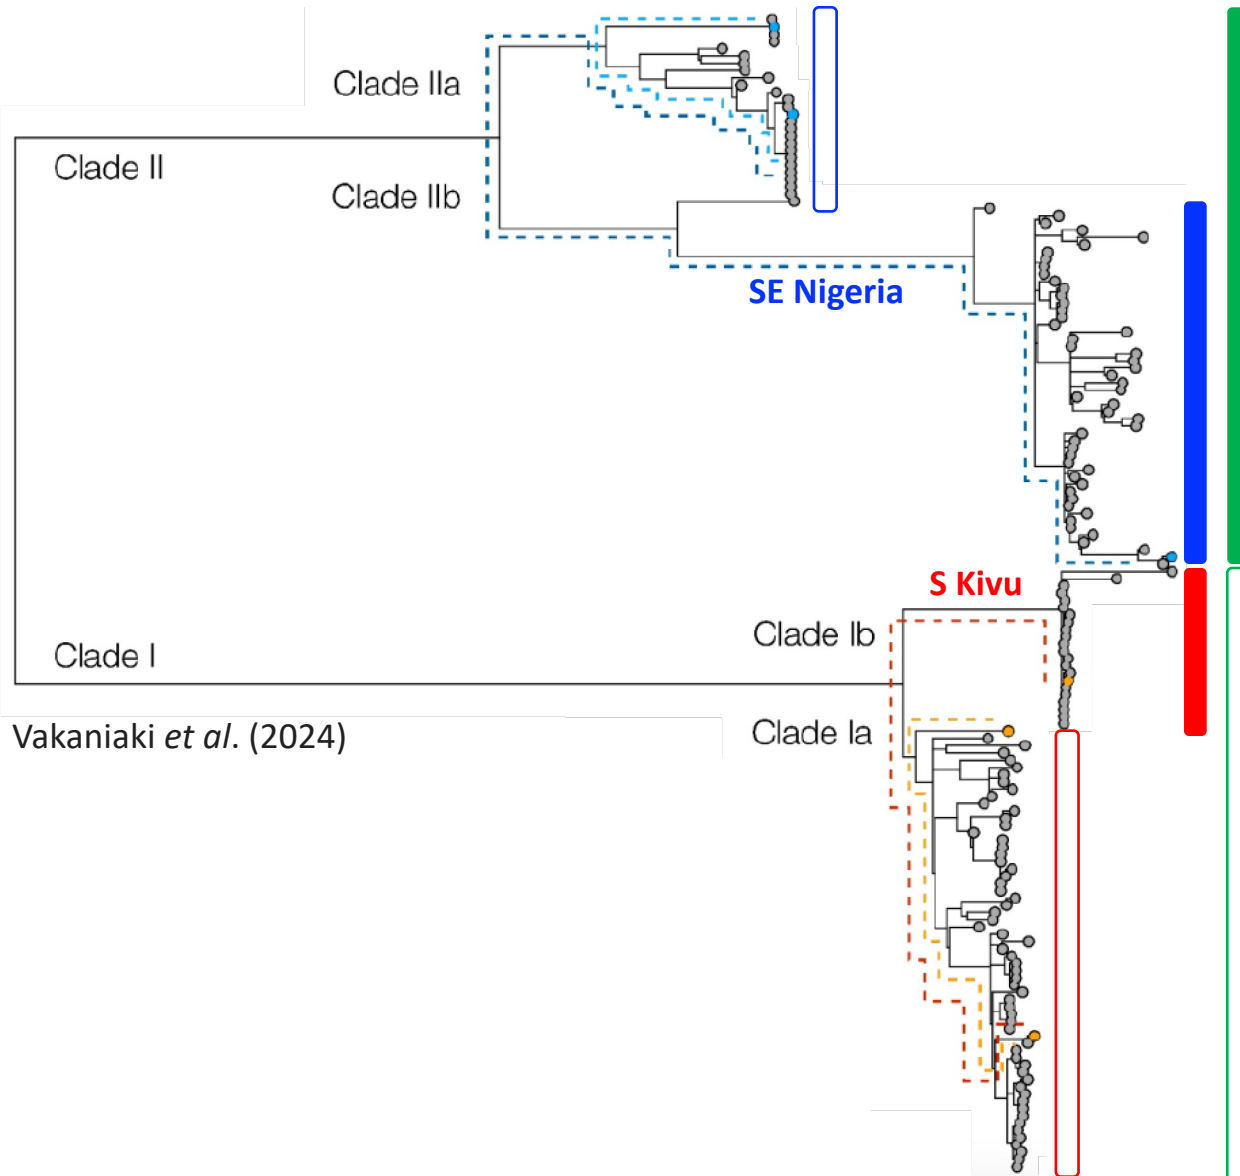 Clade IIa
Clade II
Clade IIb
SE Nigeria
S Kivu
Clade Ib
Clade I
Clade Ia
Vakaniaki et al. (2024)